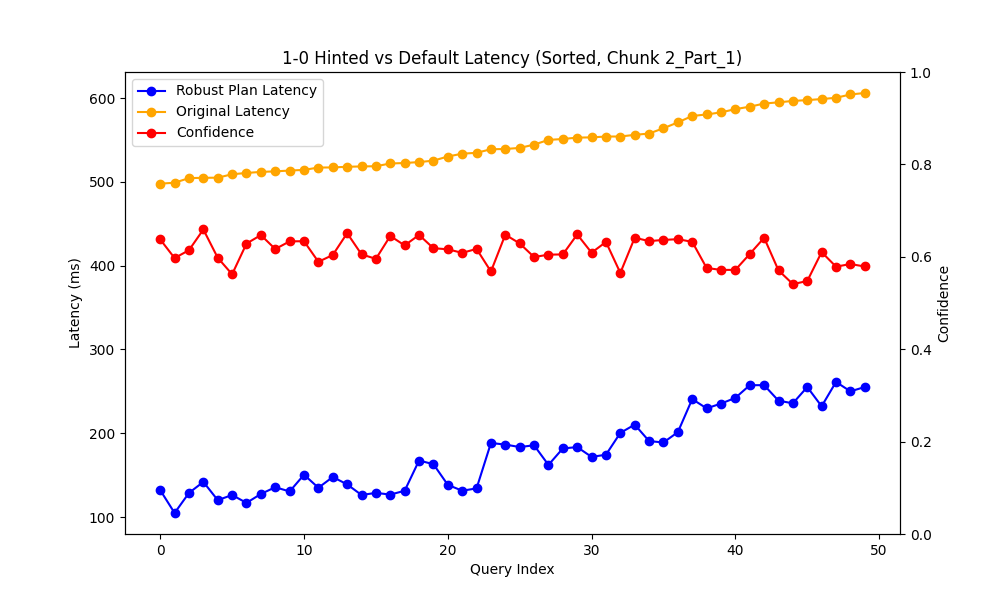 1-0 Hinted vs Default Latency (Sorted, Chunk 2_Part_1)
Robust Plan Latency
Original Latency
Confidence
Latency (ms)
600
500
400
300
200
100
1.0
0.8
0.6
0.4
0.2
0.0
Confidence
0 10 20 30 40 50
Query Index